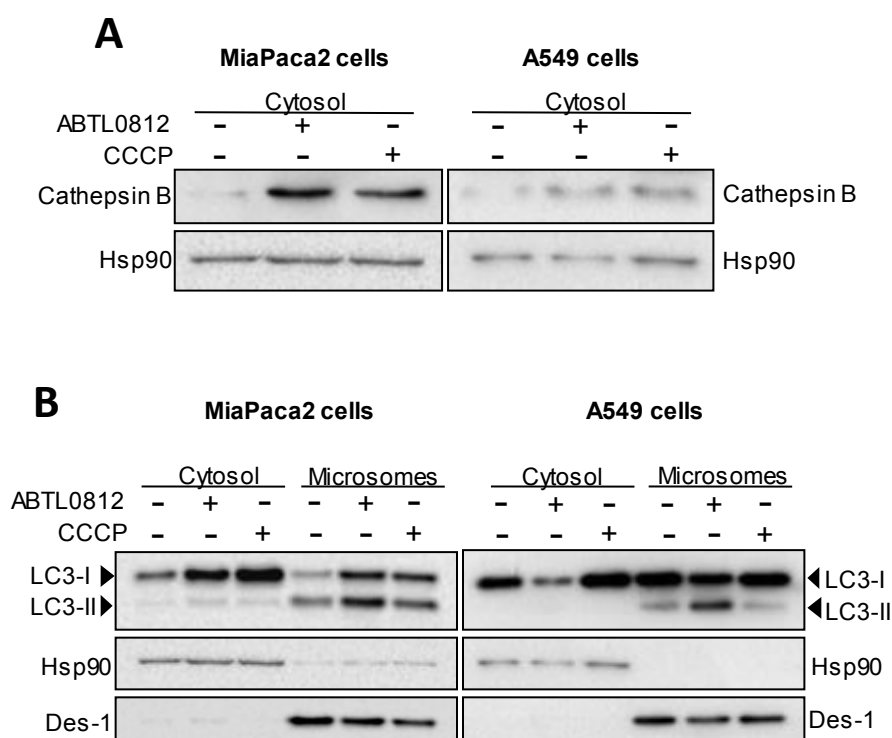 A
MiaPaca2 cells A549 cells
Cytosol Cytosol
ABTL0812 - + - - + -
CCCP - - + - - +
Cathepsin B Cathepsin B
Hsp90 Hsp90
B
MiaPaca2 cells A549 cells
Cytosol Microsomes Cytosol Microsomes
ABTL0812 - + - - + - - + - - + -
CCCP - - + - - + - - + - - +
LC3-I LC3-I
LC3-II LC3-II
Hsp90 Hsp90
Des-1 Des-1